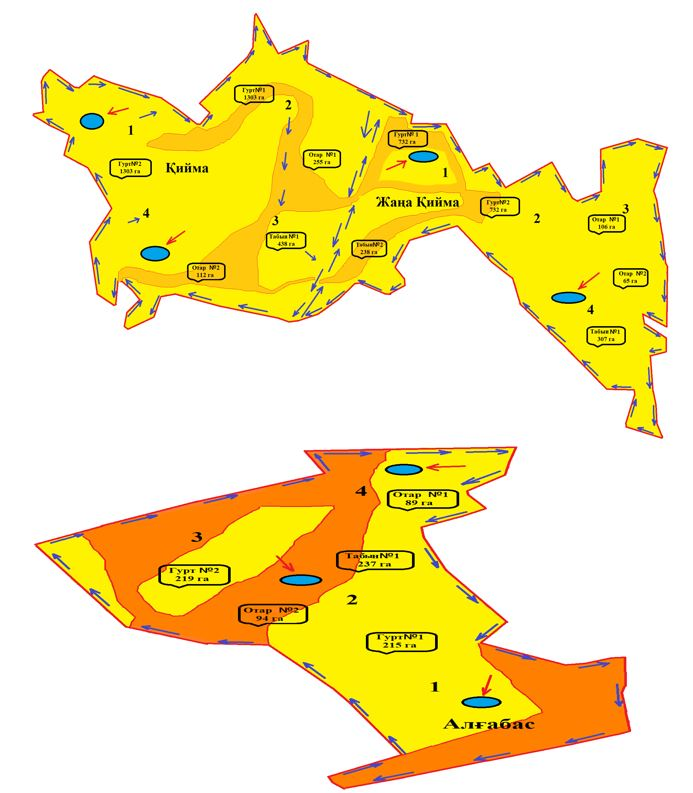 Гурт№1
1303 га
2
1
Гурт№2
1303 га
Қийма
Отар №1
255 га
4
3
Табын№1
438 га
Отар №2
112 га
Гурт№1
732 га
1
Жаңа Қийма
Гурт№2
732 га
Табын№2
238 га
2
3
Отар №1
106 га
Отар №2
65 га
4
Табын№1
307 га
4
Отар №1
89 га
3
Гурт №2
219 га
Табын№1
237 га
2
Отар №2
94 га
Гурт№1
215 га
1
Алғабас